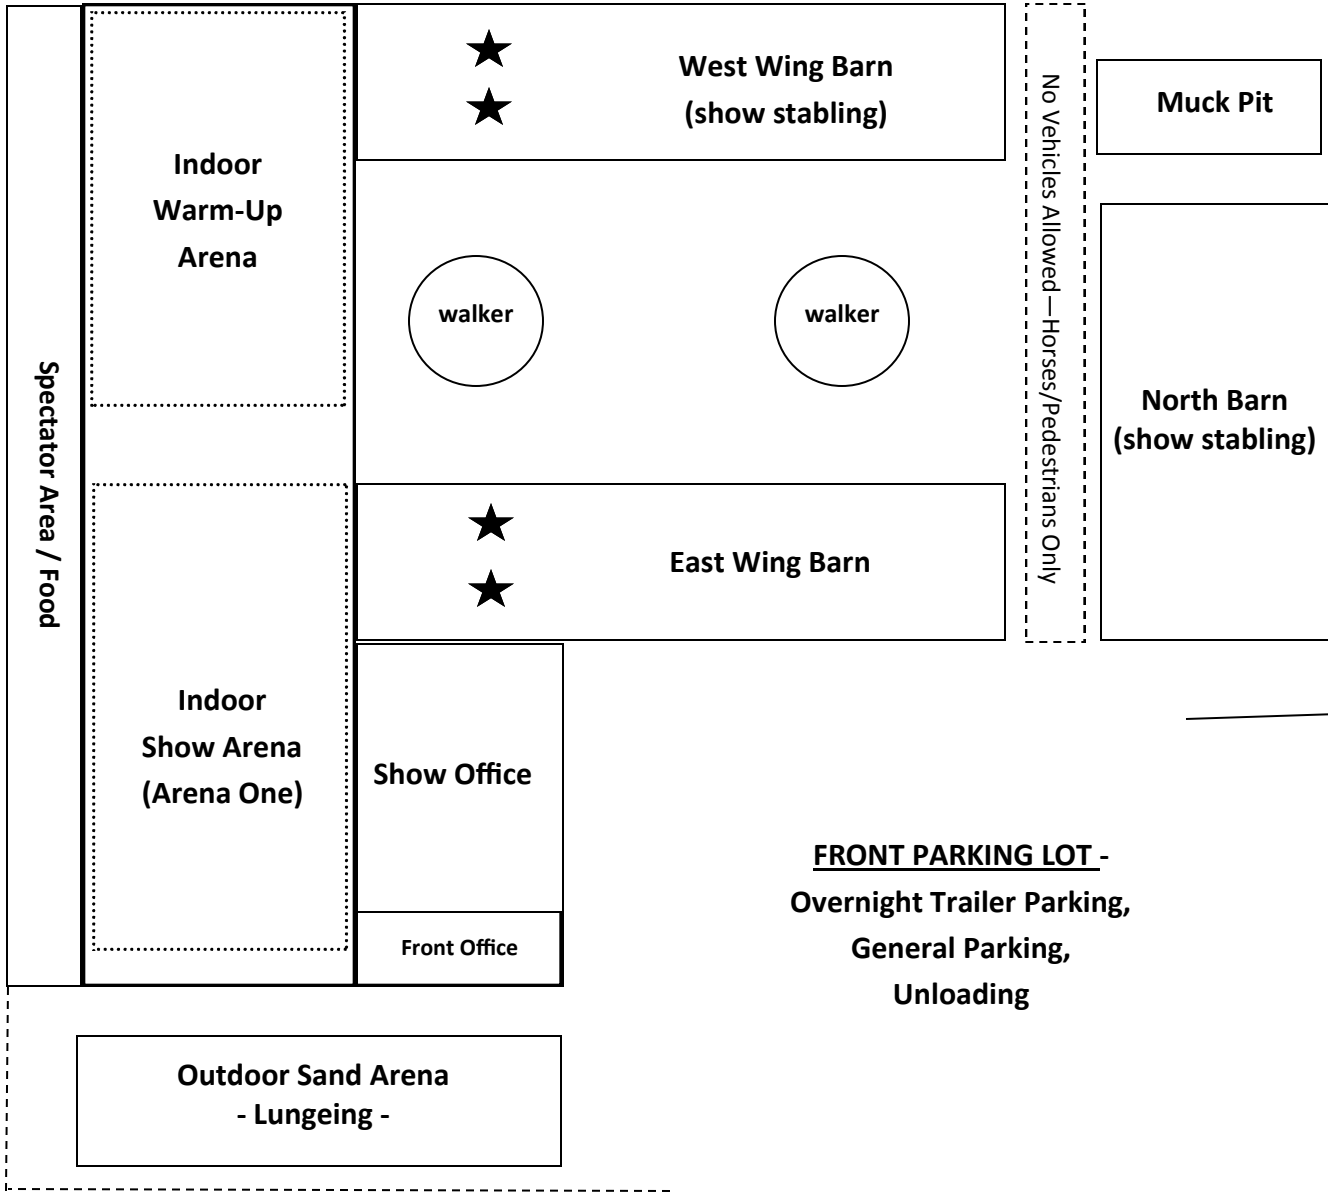 West Wing Barn
(show stabling)
Muck Pit
Indoor
Warm-Up
Arena
walker
walker
No Vehicles Allowed—Horses/Pedestrians Only
North Barn
(show stabling)
Spectator Area / Food
East Wing Barn
Indoor
Show Arena
(Arena One)
Show Office
Front Office
FRONT PARKING LOT -
Overnight Trailer Parking,
General Parking,
Unloading
Outdoor Sand Arena
- Lungeing -